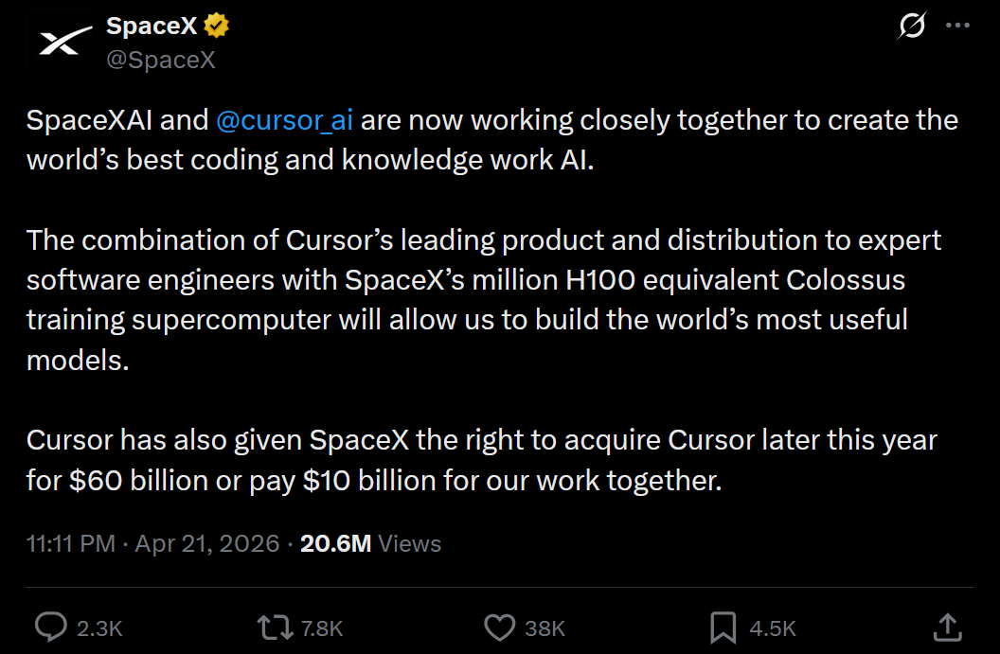 SpaceX
@SpaceX
SpaceXAI and @cursor_ai are now working closely together to create the
world’s best coding and knowledge work AI.
The combination of Cursor’s leading product and distribution to expert
software engineers with SpaceX’s million H100 equivalent Colossus
training supercomputer will allow us to build the world’s most useful
models.
Cursor has also given SpaceX the right to acquire Cursor later this year
for $60 billion or pay $10 billion for our work together.
11:11 PM · Apr 21, 2026 · 20.6M Views
2.3K 7.8K 38K 4.5K